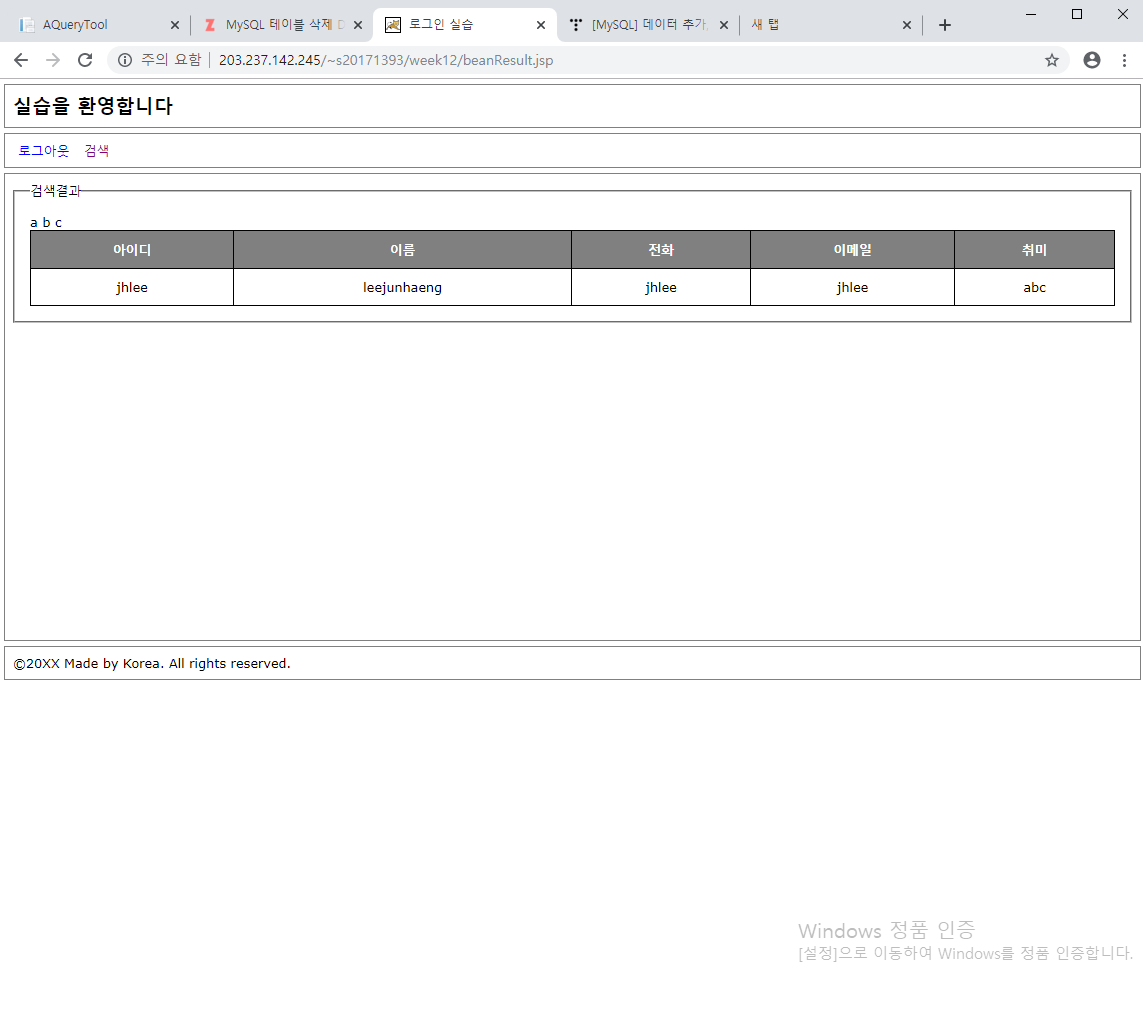 AQueryTool
MySQL 테이블 삭제 D
로그인 실습
[MySQL] 데이터 추가,
새 탭
주의 요함 203.237.142.245/~s20171393/week12/beanResult.jsp
실습을 환영합니다
로그아웃 검색
검색결과
a b c
아이디 이름 전화 이메일 취미
jhlee leejunhaeng jhlee jhlee abc
©20XX Made by Korea. All rights reserved.
Windows 정품 인증
[설정]으로 이동하여 Windows를 정품 인증합니다.